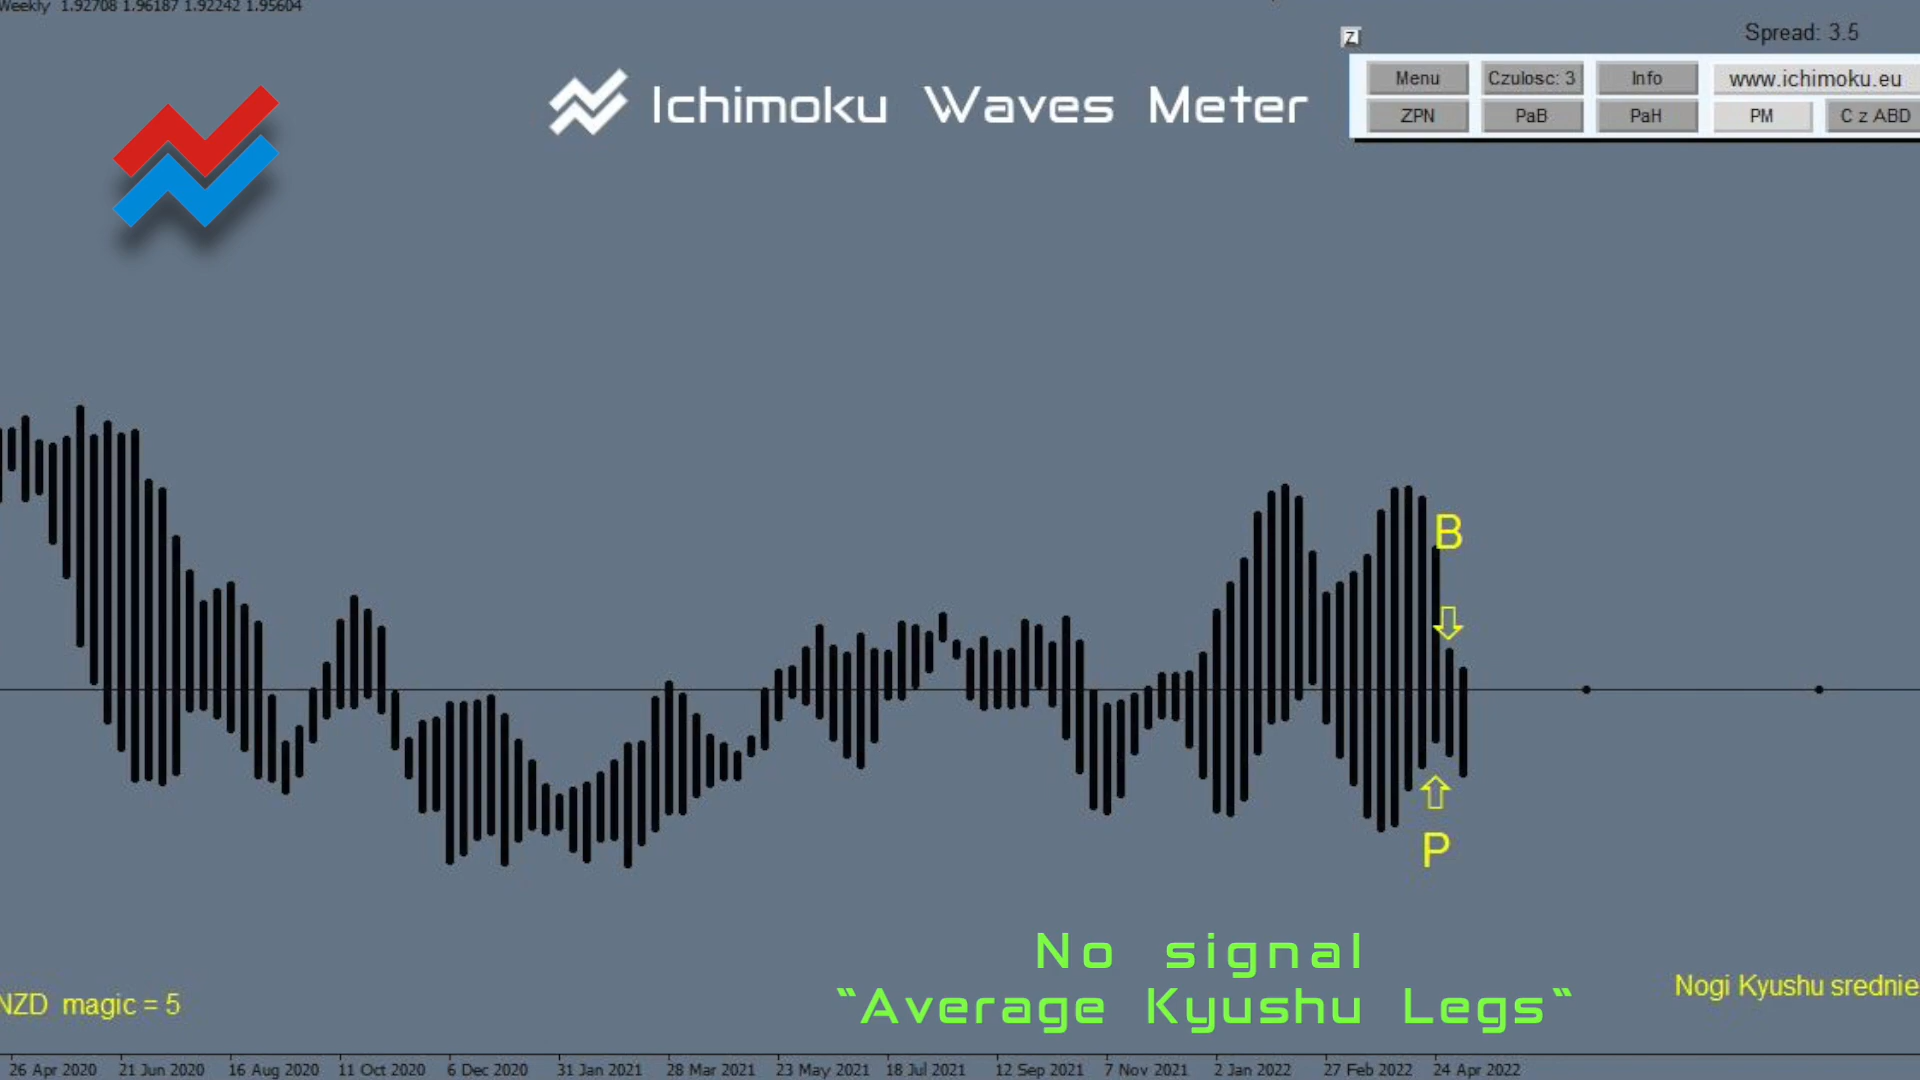 Weekly 1.92708 1.96187 1.92242 1.95604
Spread: 3.5
Z
Ichimoku Waves Meter
Menu Czulosc: 3 Info www.ichimoku.eu
ZPN PaB PaH PM C z ABD
B
P
No signal
“Average Kyushu Legs“
Nogi Kyushu srednie
NZD magic = 5
26 Apr 2020 21 Jun 2020 16 Aug 2020 11 Oct 2020 6 Dec 2020 31 Jan 2021 28 Mar 2021 23 May 2021 18 Jul 2021 12 Sep 2021 7 Nov 2021 2 Jan 2022 27 Feb 2022 24 Apr 2022